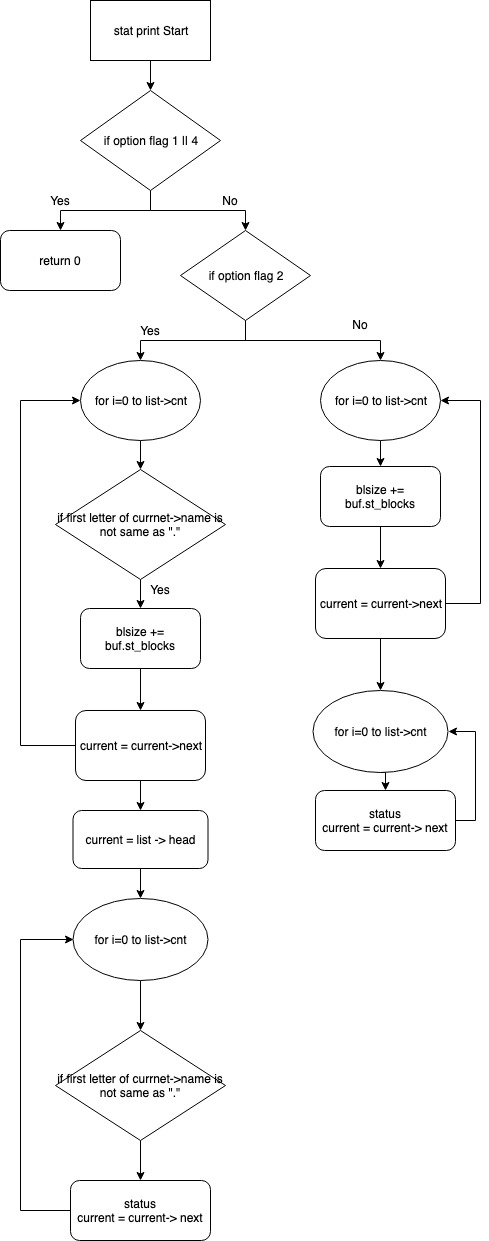 stat print Start
if option flag 1 ll 4
Yes
No
return 0
if option flag 2
Yes
No
for i=0 to list->cnt
for i=0 to list->cnt
if first letter of currnet->name is
not same as "."
blsize +=
buf.st_blocks
Yes
current = current->next
blsize +=
buf.st_blocks
current = current->next
for i=0 to list->cnt
status
current = current-> next
current = list -> head
for i=0 to list->cnt
if first letter of currnet->name is
not same as "."
status
current = current-> next